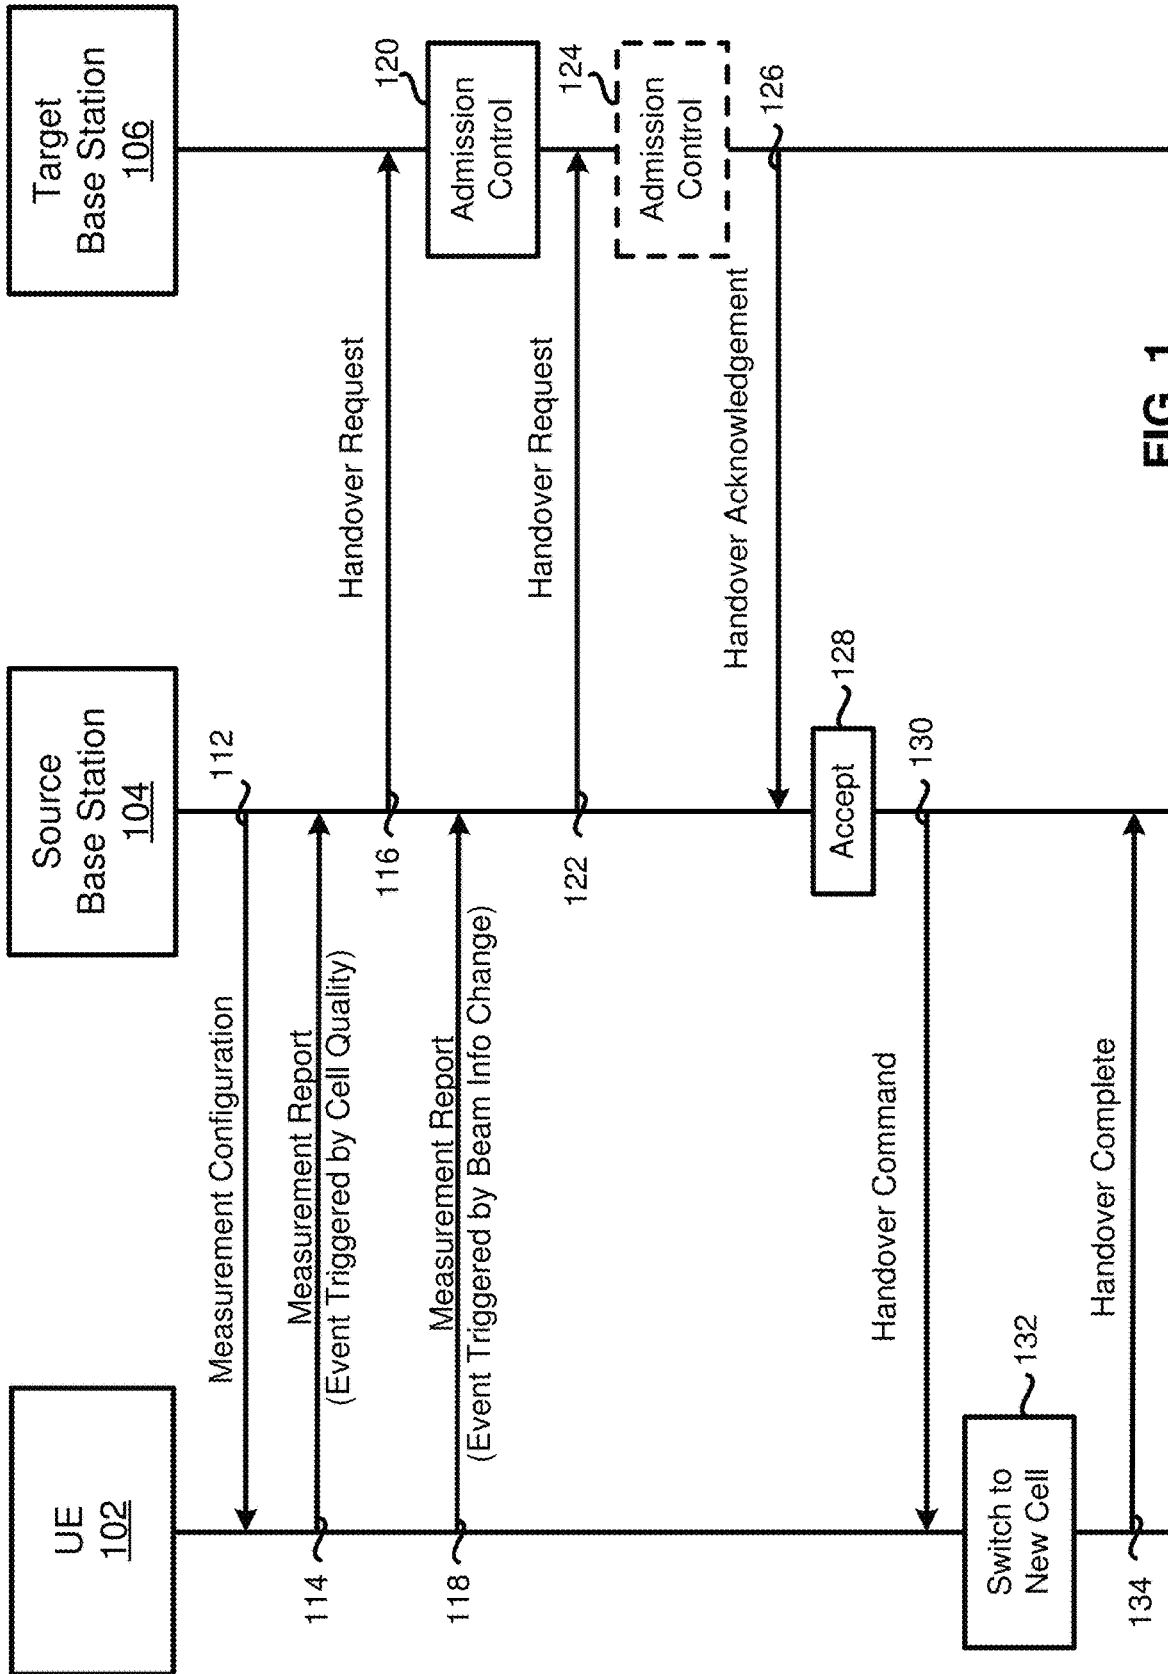 UE
102
Source
Base Station
104
Target
Base Station
106
112
Measurement Configuration
114
Measurement Report
(Event Triggered by Cell Quality)
116
Handover Request
118
Measurement Report
(Event Triggered by Beam Info Change)
120
Admission
Control
122
Handover Request
124
Admission
Control
126
Handover Acknowledgement
128
Accept
130
Handover Command
132
Switch to
New Cell
134
Handover Complete
FIG. 1